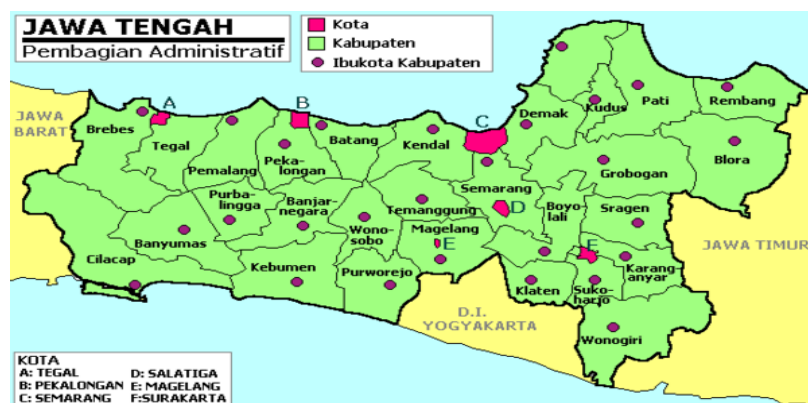 JAWA TENGAH
Pembagian Administratif
Kota
Kabupaten
Ibukota Kabupaten
JAWA
BARAT
Brebes
A
Tegal
Pemalang
B
Peka-
longan
Batang
Kendal
C
Semarang
Demak
Kudus
Pati
Rembang
Blora
Grobogan
Purba-
lingga
Banjar-
negara
Wono-
sobo
Temanggung
D
Boyo
lali
Sragen
Banyumas
Magelang
E
F
Karang-
anyar
JAWA TIMUR
Cilacap
Kebumen
Purworejo
Klaten
Suko-
harjo
D.I.
YOGYAKARTA
Wonogiri
KOTA
A: TEGAL D: SALATIGA
B: PEKALONGAN E: MAGELANG
C: SEMARANG F:SURAKARTA